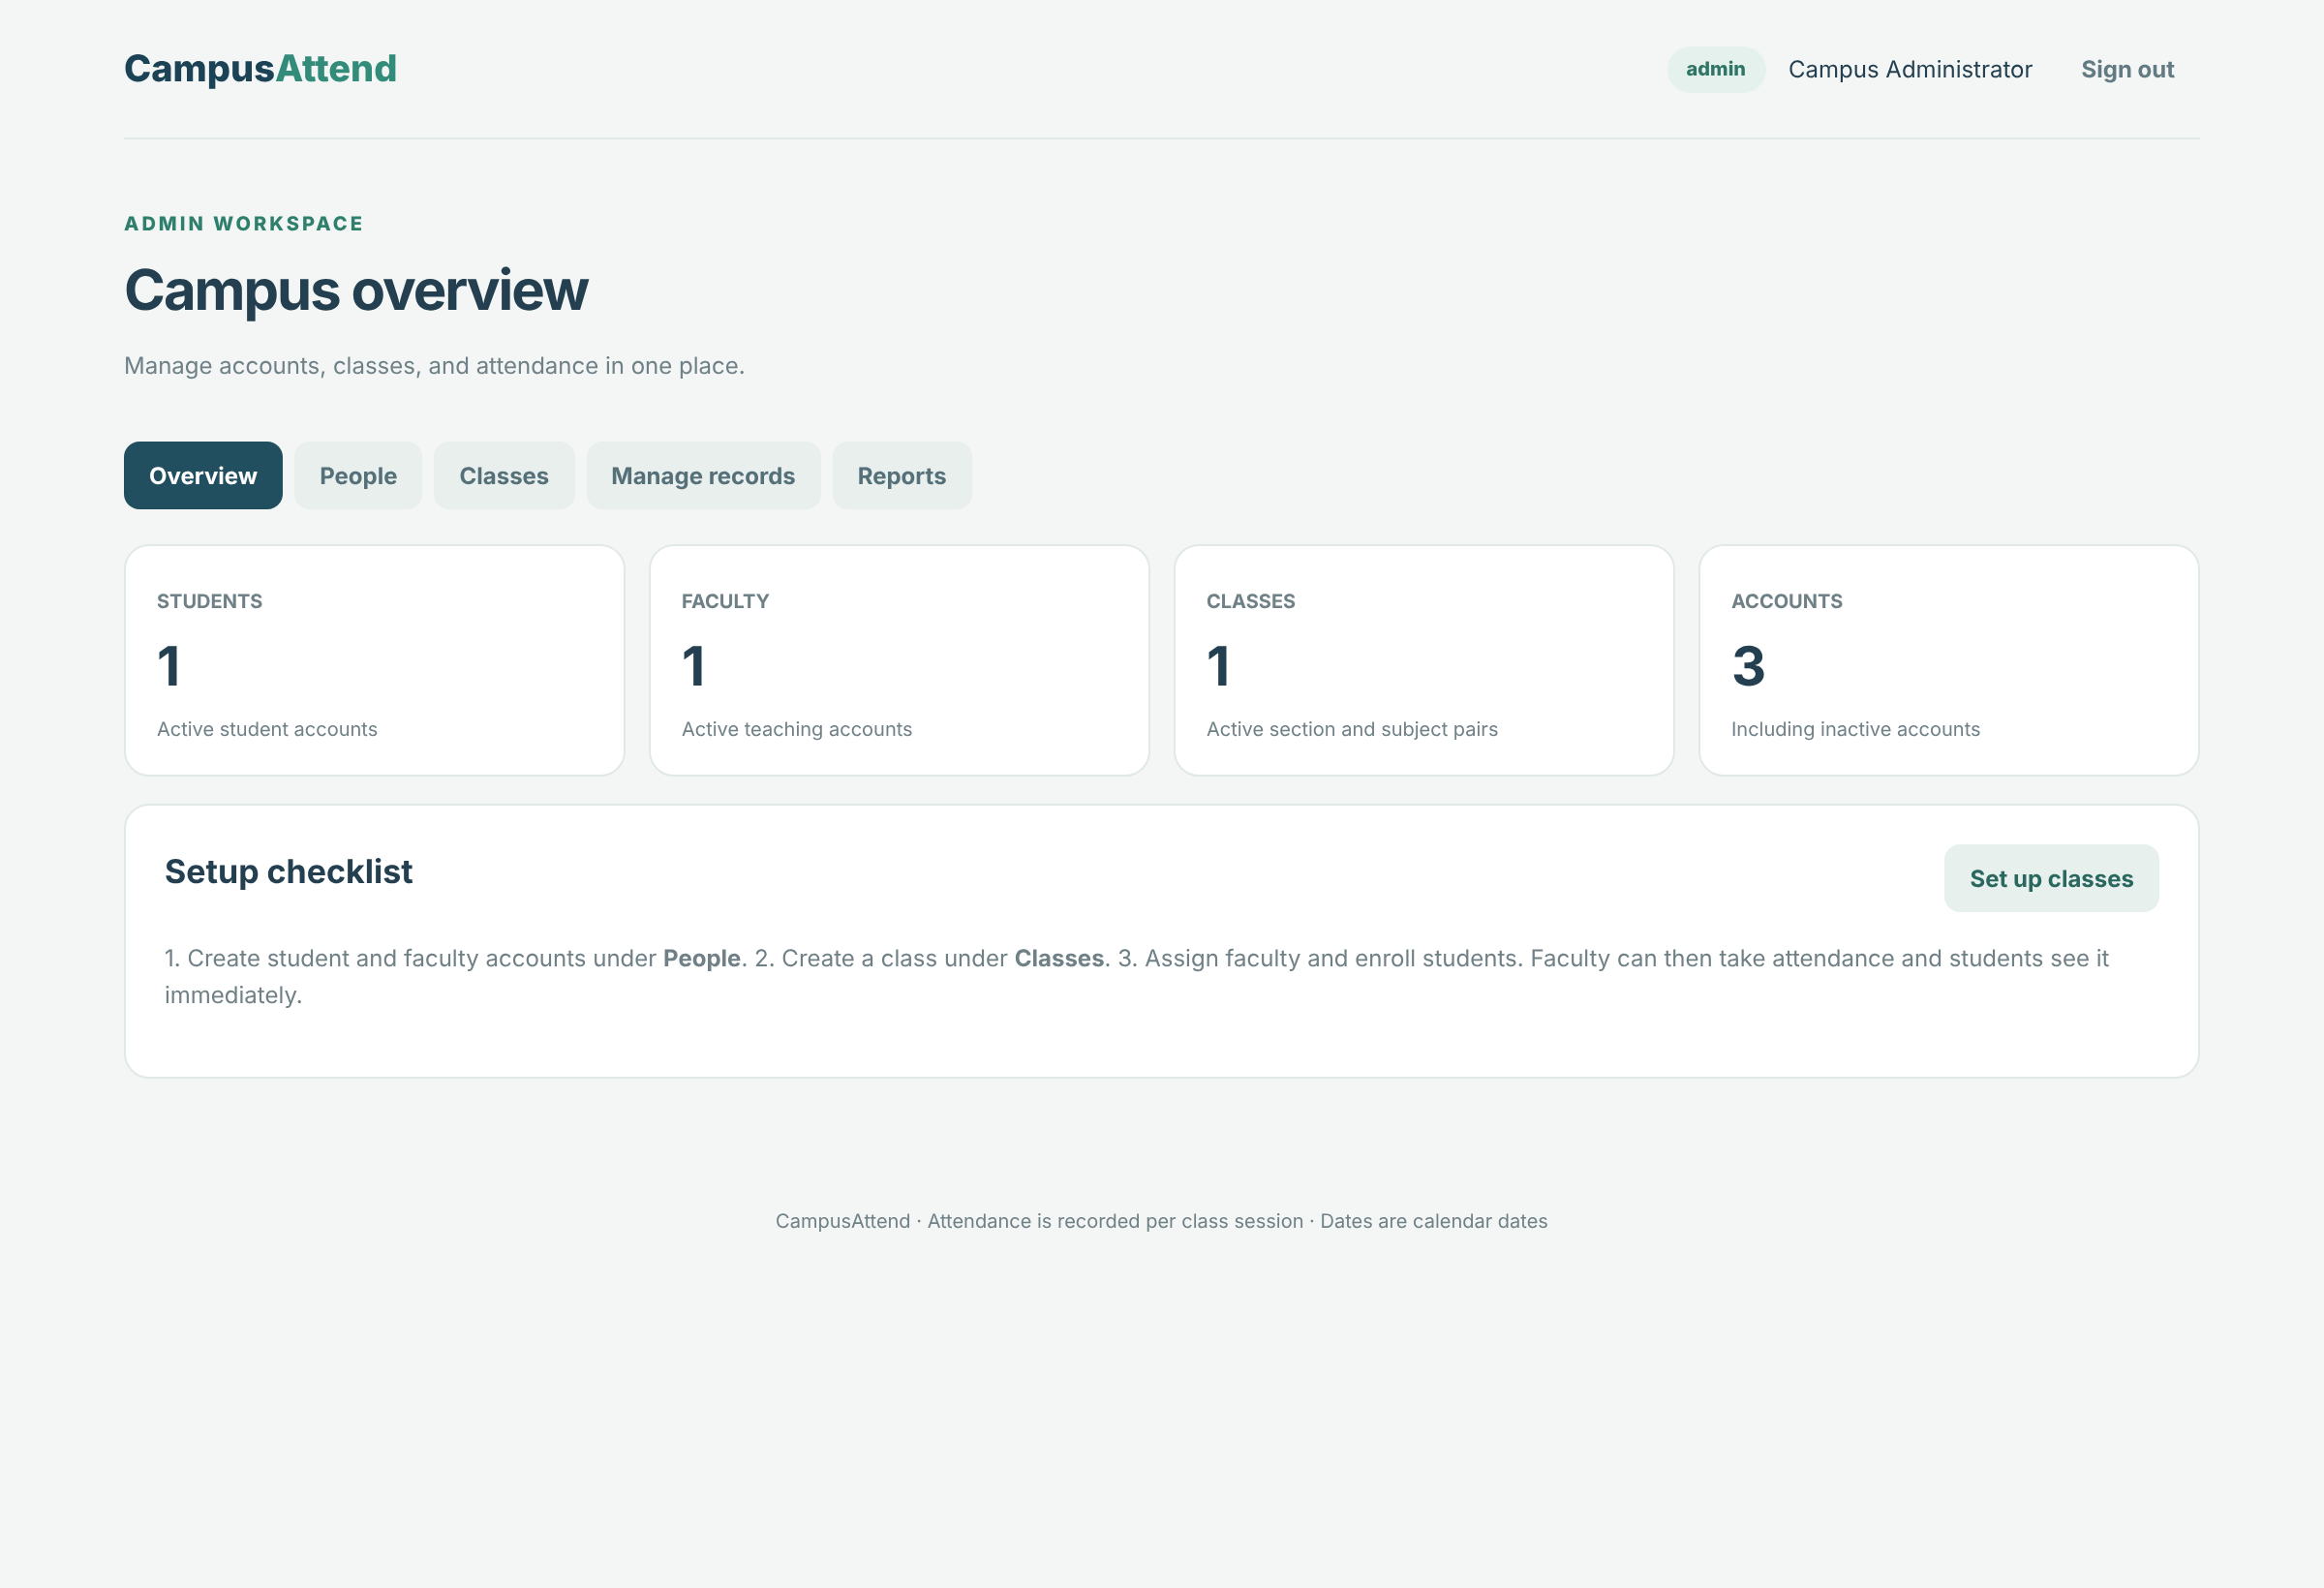 CampusAttend
admin Campus Administrator Sign out
ADMIN WORKSPACE
Campus overview
Manage accounts, classes, and attendance in one place.
Overview People Classes Manage records Reports
STUDENTS
1
Active student accounts
FACULTY
1
Active teaching accounts
CLASSES
1
Active section and subject pairs
ACCOUNTS
3
Including inactive accounts
Setup checklist
Set up classes
1. Create student and faculty accounts under People. 2. Create a class under Classes. 3. Assign faculty and enroll students. Faculty can then take attendance and students see it
immediately.
CampusAttend · Attendance is recorded per class session · Dates are calendar dates